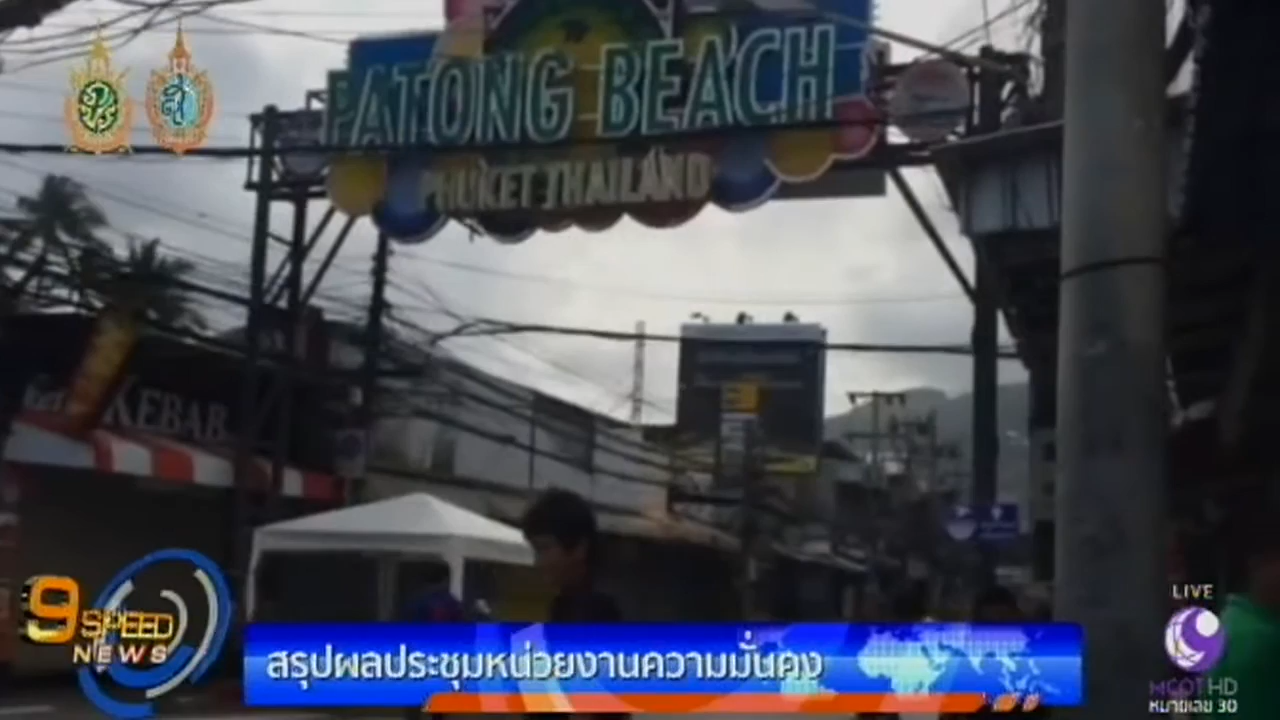 PATONG BEACH
PHUKET THAILAND
KEBAB
9 SPEED
NEWS
สรุปผลประชุมหน่วยงานความมั่นคง
LIVE
MCOT HD
หมายเลข 30